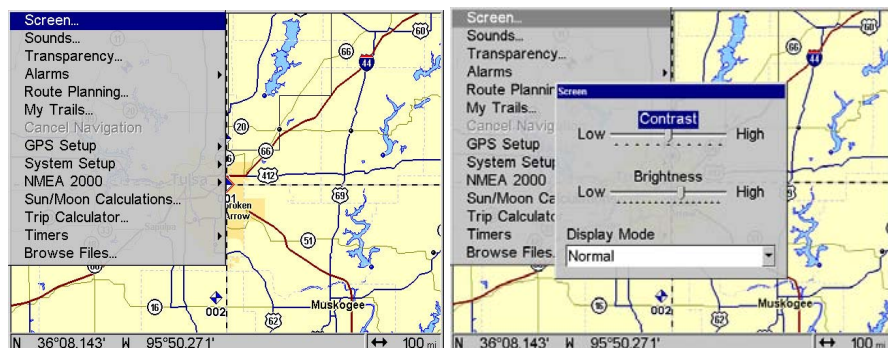 Screen...
Sounds...
Transparency...
Alarms
Route Planning...
My Trails...
Cancel Navigation
GPS Setup
System Setup
NMEA 2000
Sun/Moon Calculations...
Trip Calculator...
Timers
Browse Files...
60
66
44
20
66
412
69
Tulsa
Arrow
51
16
002
62
Muskogee
N 36°08.143' W 95°50.271'
100 mi
Screen...
Sounds...
Transparency...
Alarms
Route Plannin
My Trails...
Cancel Navig
GPS Setup
System Setup
NMEA 2000
Sun/Moon Ca
Trip Calculato
Timers
Browse Files.
Screen
Contrast
Low
High
Brightness
Low
High
Display Mode
Normal
60
66
44
51
16
002
62
Muskogee
N 36°08.143' W 95°50.271'
100 mi